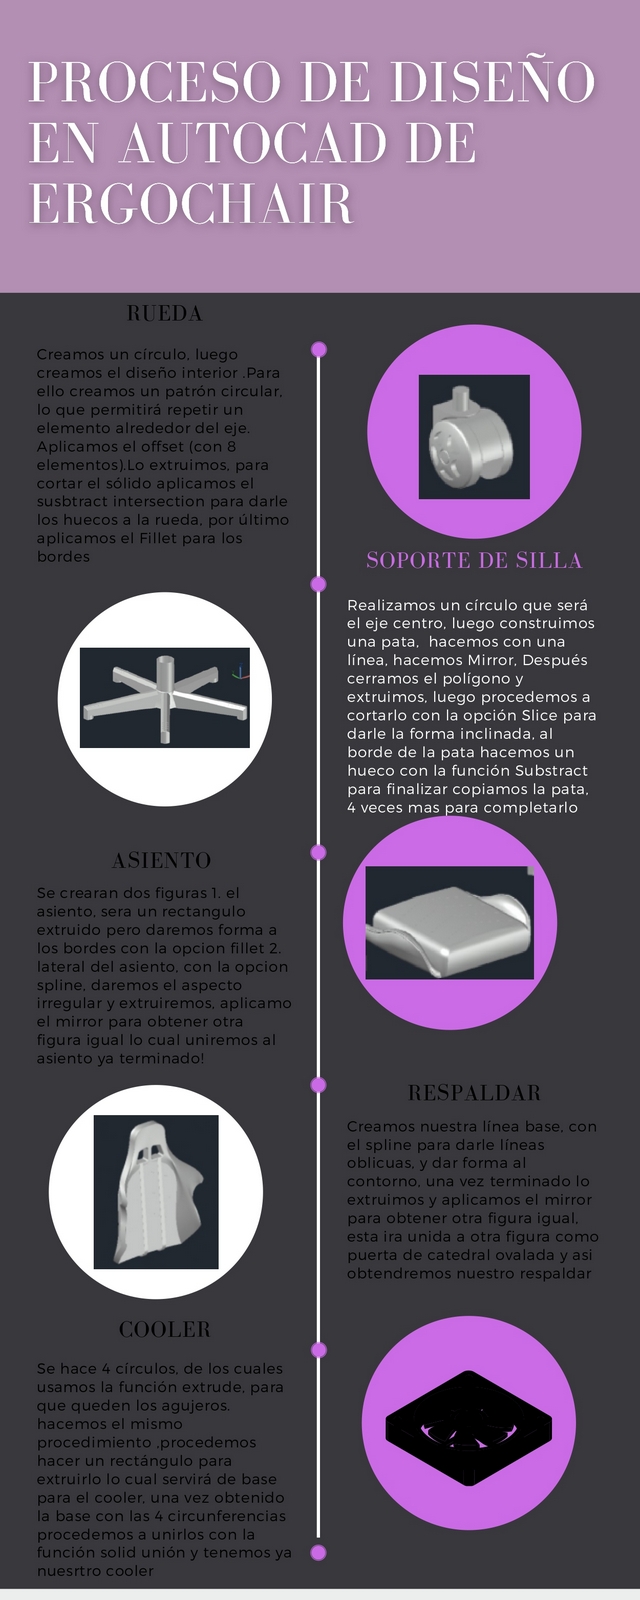 PROCESO DE DISEÑO
EN AUTOCAD DE
ERGOCHAIR
RUEDA
Creamos un círculo, luego
creamos el diseño interior .Para
ello creamos un patrón circular,
lo que permitirá repetir un
elemento alrededor del eje.
Aplicamos el offset (con 8
elementos).Lo extruimos, para
cortar el sólido aplicamos el
susbtract intersection para darle
los huecos a la rueda, por último
aplicamos el Fillet para los
bordes
SOPORTE DE SILLA
Realizamos un círculo que será
el eje centro, luego construimos
una pata,  hacemos con una
línea, hacemos Mirror, Después
cerramos el polígono y
extruimos, luego procedemos a
cortarlo con la opción Slice para
darle la forma inclinada, al
borde de la pata hacemos un
hueco con la función Substract
para finalizar copiamos la pata,
4 veces mas para completarlo
ASIENTO
Se crearan dos figuras 1. el
asiento, sera un rectangulo
extruido pero daremos forma a
los bordes con la opcion fillet 2.
lateral del asiento, con la opcion
spline, daremos el aspecto
irregular y extruiremos, aplicamo
el mirror para obtener otra
figura igual lo cual uniremos al
asiento ya terminado!
RESPALDAR
Creamos nuestra línea base, con
el spline para darle líneas
oblicuas, y dar forma al
contorno, una vez terminado lo
extruimos y aplicamos el mirror
para obtener otra figura igual,
esta ira unida a otra figura como
puerta de catedral ovalada y asi
obtendremos nuestro respaldar
COOLER
Se hace 4 círculos, de los cuales
usamos la función extrude, para
que queden los agujeros.
hacemos el mismo
procedimiento ,procedemos
hacer un rectángulo para
extruirlo lo cual servirá de base
para el cooler, una vez obtenido
la base con las 4 circunferencias
procedemos a unirlos con la
función solid unión y tenemos ya
nuesrtro cooler